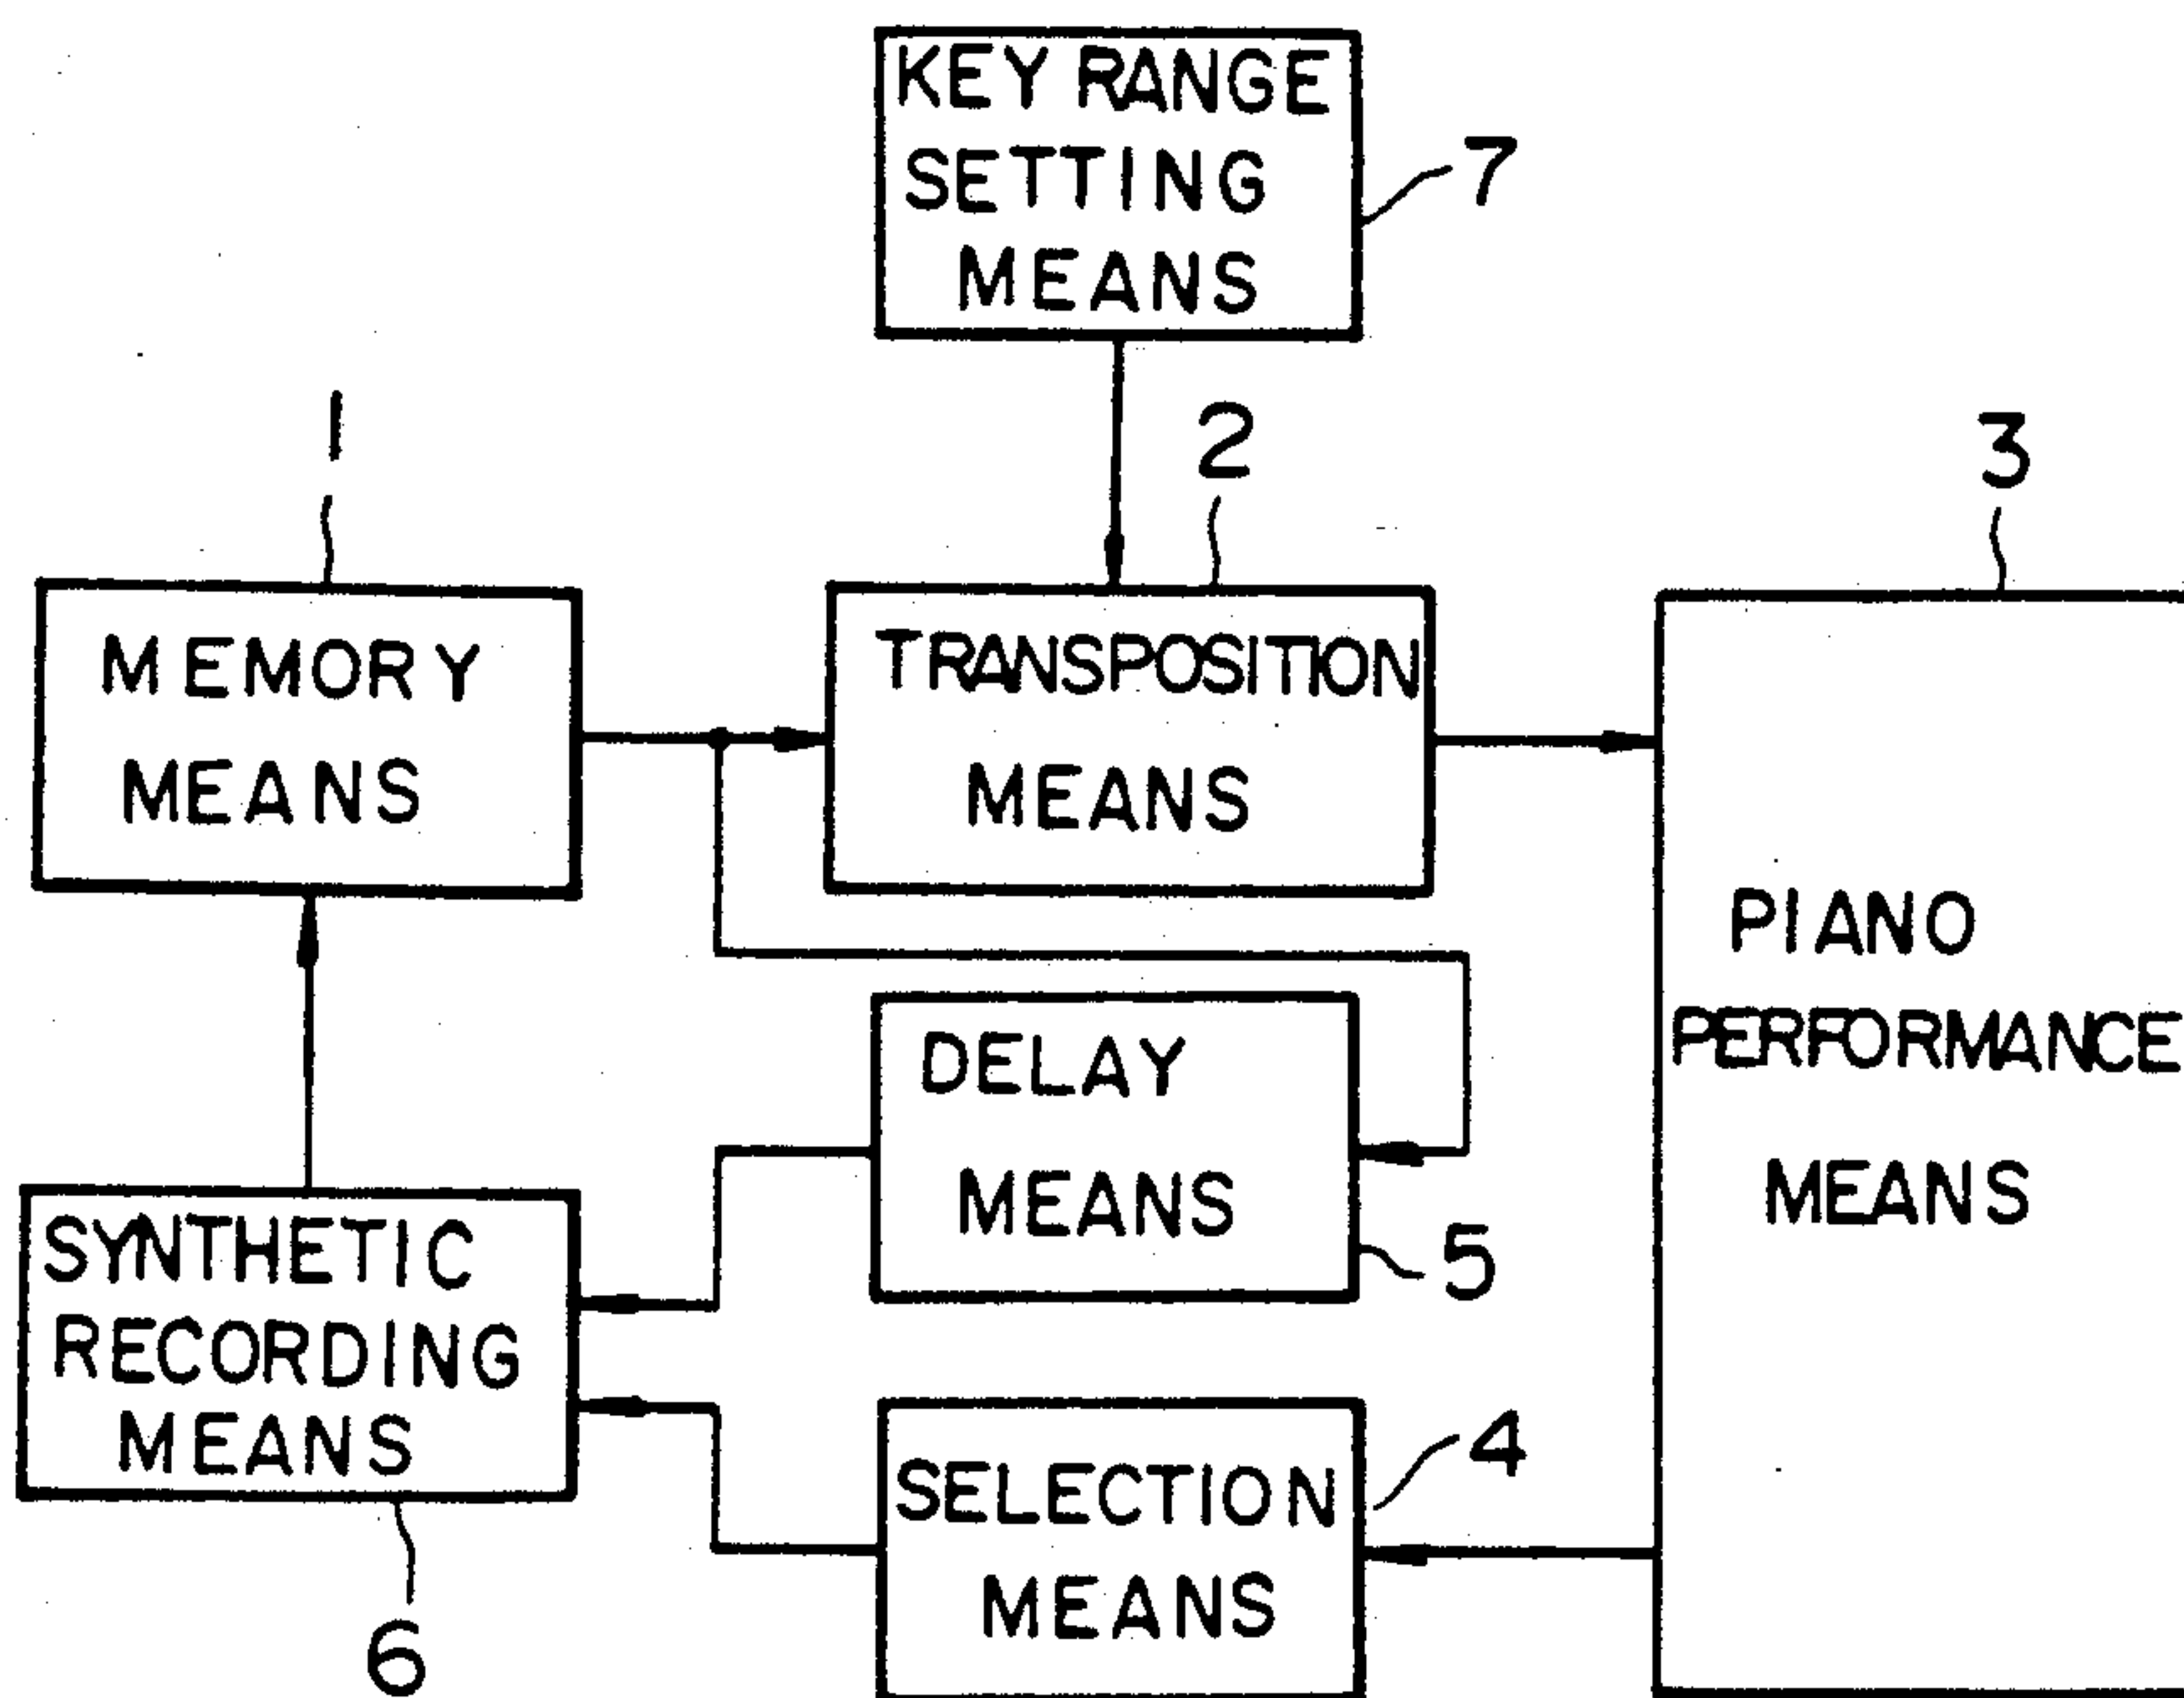 KEY RANGE
SETTING
MEANS
7
1
2
3
MEMORY
MEANS
TRANSPOSITION
MEANS
PIANO
PERFORMANCE
MEANS
DELAY
MEANS
5
SYNTHETIC
RECORDING
MEANS
6
SELECTION
MEANS
4